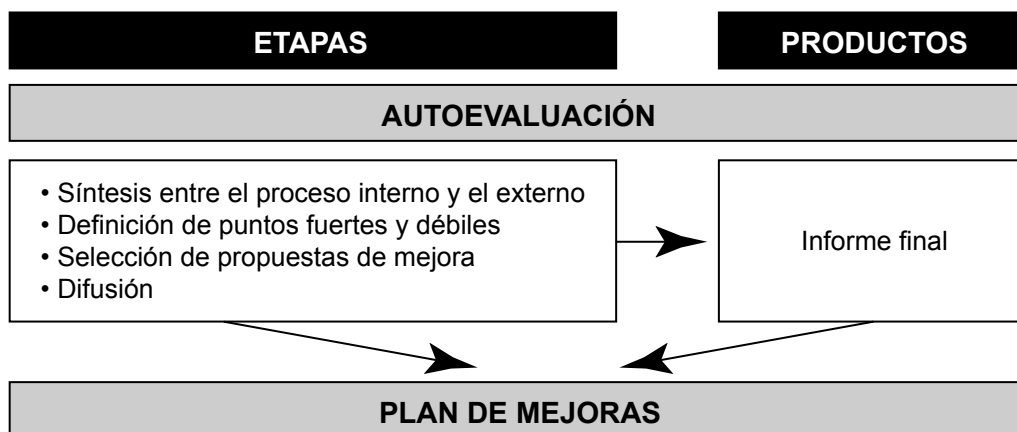 ETAPAS
PRODUCTOS
AUTOEVALUACIÓN
• Síntesis entre el proceso interno y el externo
• Definición de puntos fuertes y débiles
• Selección de propuestas de mejora
• Difusión
Informe final
PLAN DE MEJORAS